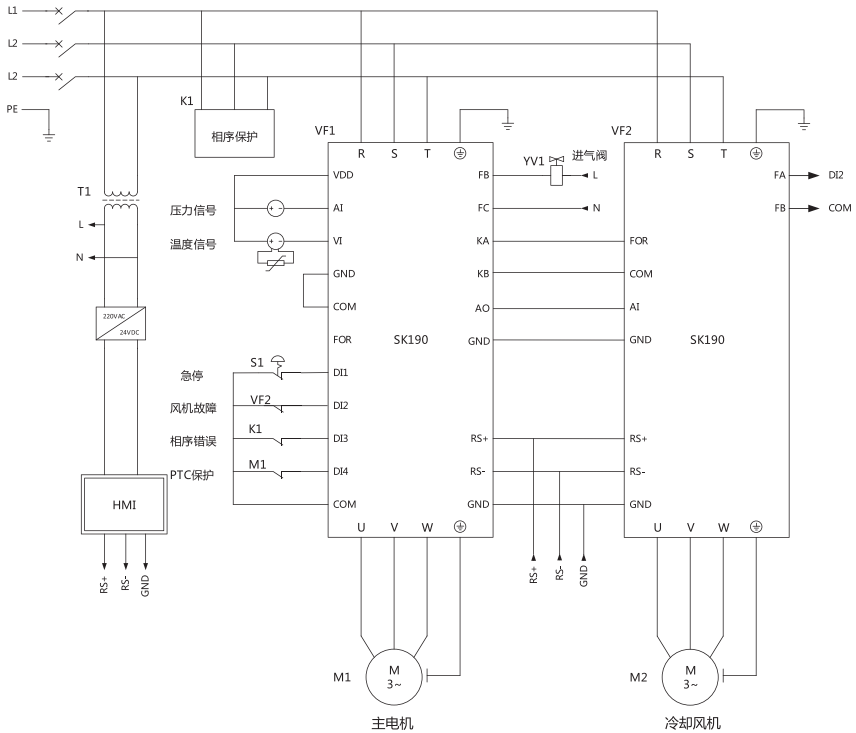 L1
L2
L2
PE
K1
相序保护
VF1
R S T
VF2
R S T
T1
L
N
220VAC
24VDC
HMI
RS+
RS-
GND
压力信号
温度信号
急停
风机故障
相序错误
PTC保护
S1
VF2
K1
M1
VDD
AI
VI
GND
COM
FOR
DI1
DI2
DI3
DI4
COM
SK190
FB
FC
KA
KB
AO
GND
RS+
RS-
GND
U V W
YV1
进气阀
L
N
RS+
RS-
GND
FOR
COM
AI
GND
RS+
RS-
GND
SK190
FA
FB
DI2
COM
U V W
M1
M
3~
主电机
M2
M
3~
冷却风机